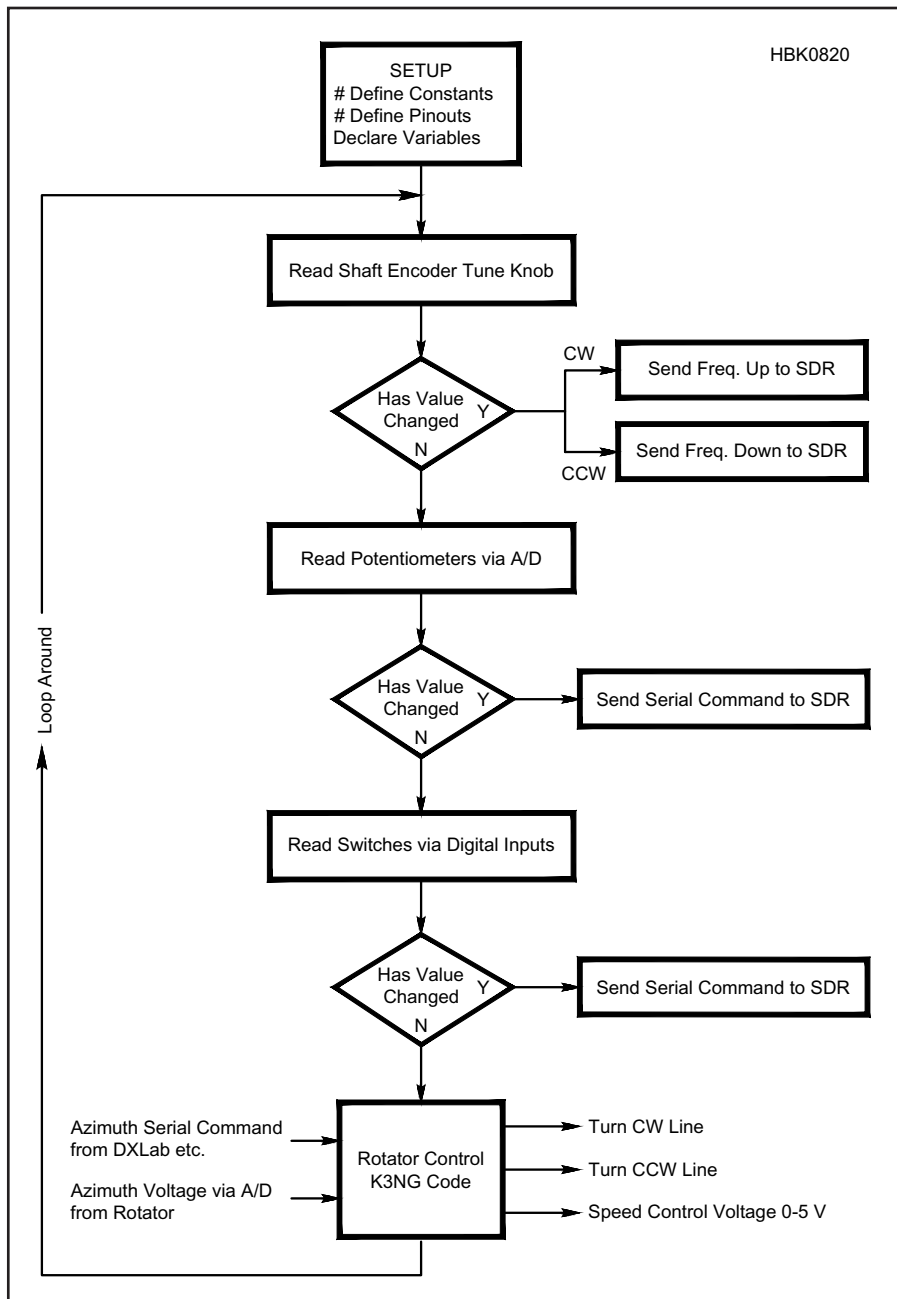 HBK0820
SETUP
# Define Constants
# Define Pinouts
Declare Variables
Read Shaft Encoder Tune Knob
Has Value
Changed
Y
N
CW
Send Freq. Up to SDR
CCW
Send Freq. Down to SDR
Read Potentiometers via A/D
Has Value
Changed
Y
N
Send Serial Command to SDR
Loop Around
Read Switches via Digital Inputs
Has Value
Changed
Y
N
Send Serial Command to SDR
Azimuth Serial Command
from DXLab etc.
Azimuth Voltage via A/D
from Rotator
Rotator Control
K3NG Code
Turn CW Line
Turn CCW Line
Speed Control Voltage 0-5 V